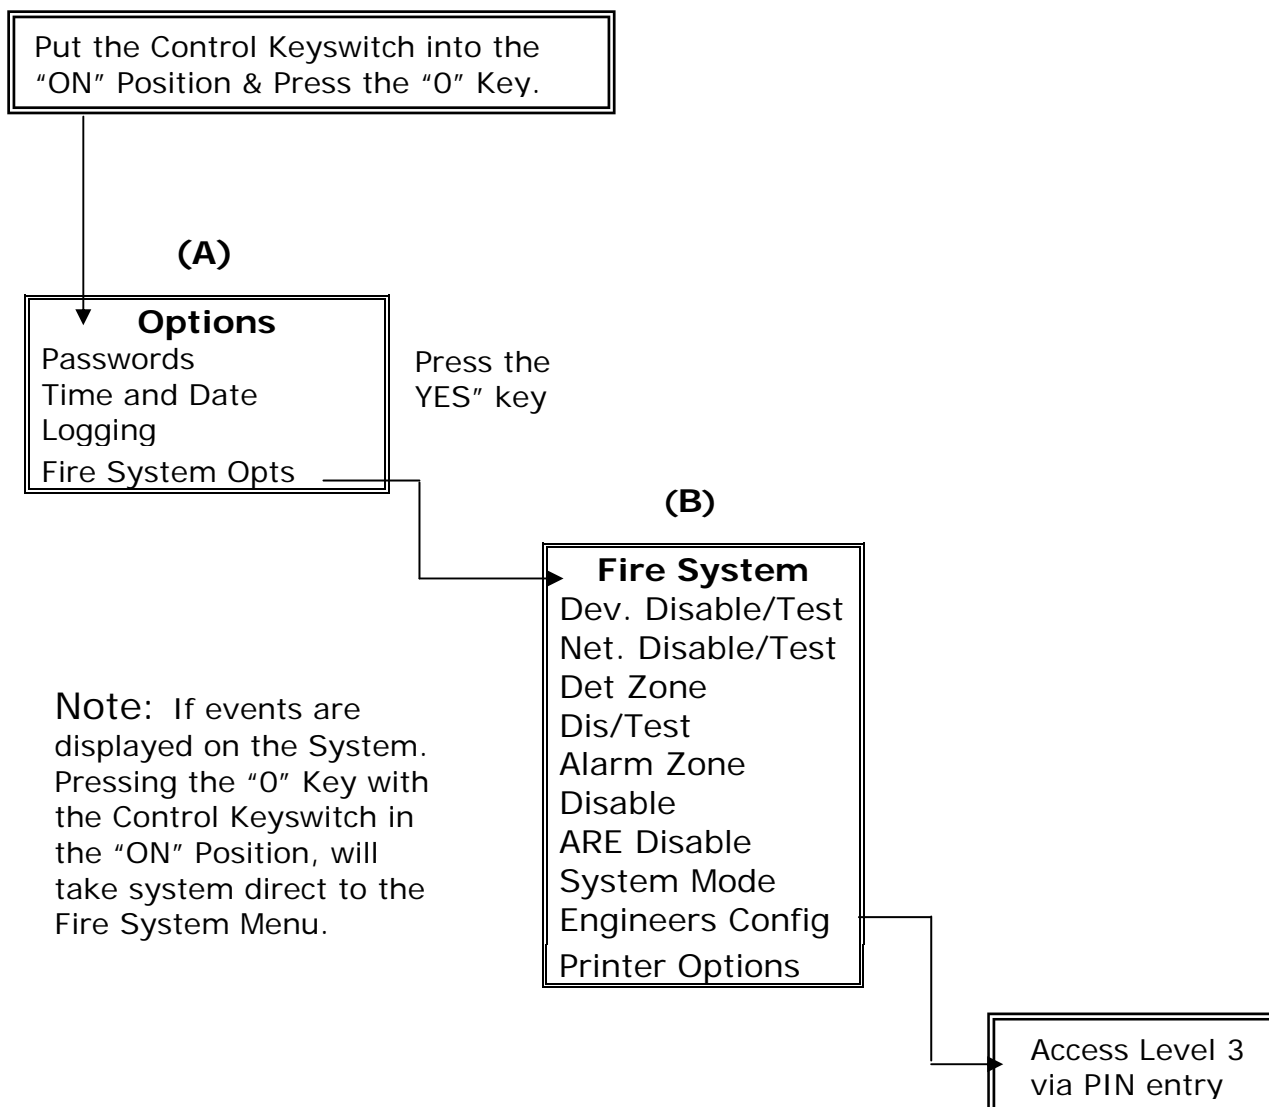 Put the Control Keyswitch into the
“ON” Position & Press the “0” Key.
(A)
Options
Passwords
Time and Date
Logging
Fire System Opts
Press the
YES” key
(B)
Fire System
Dev. Disable/Test
Net. Disable/Test
Det Zone
Dis/Test
Alarm Zone
Disable
ARE Disable
System Mode
Engineers Config
Printer Options
Note: If events are
displayed on the System.
Pressing the “0” Key with
the Control Keyswitch in
the “ON” Position, will
take system direct to the
Fire System Menu.
Access Level 3
via PIN entry